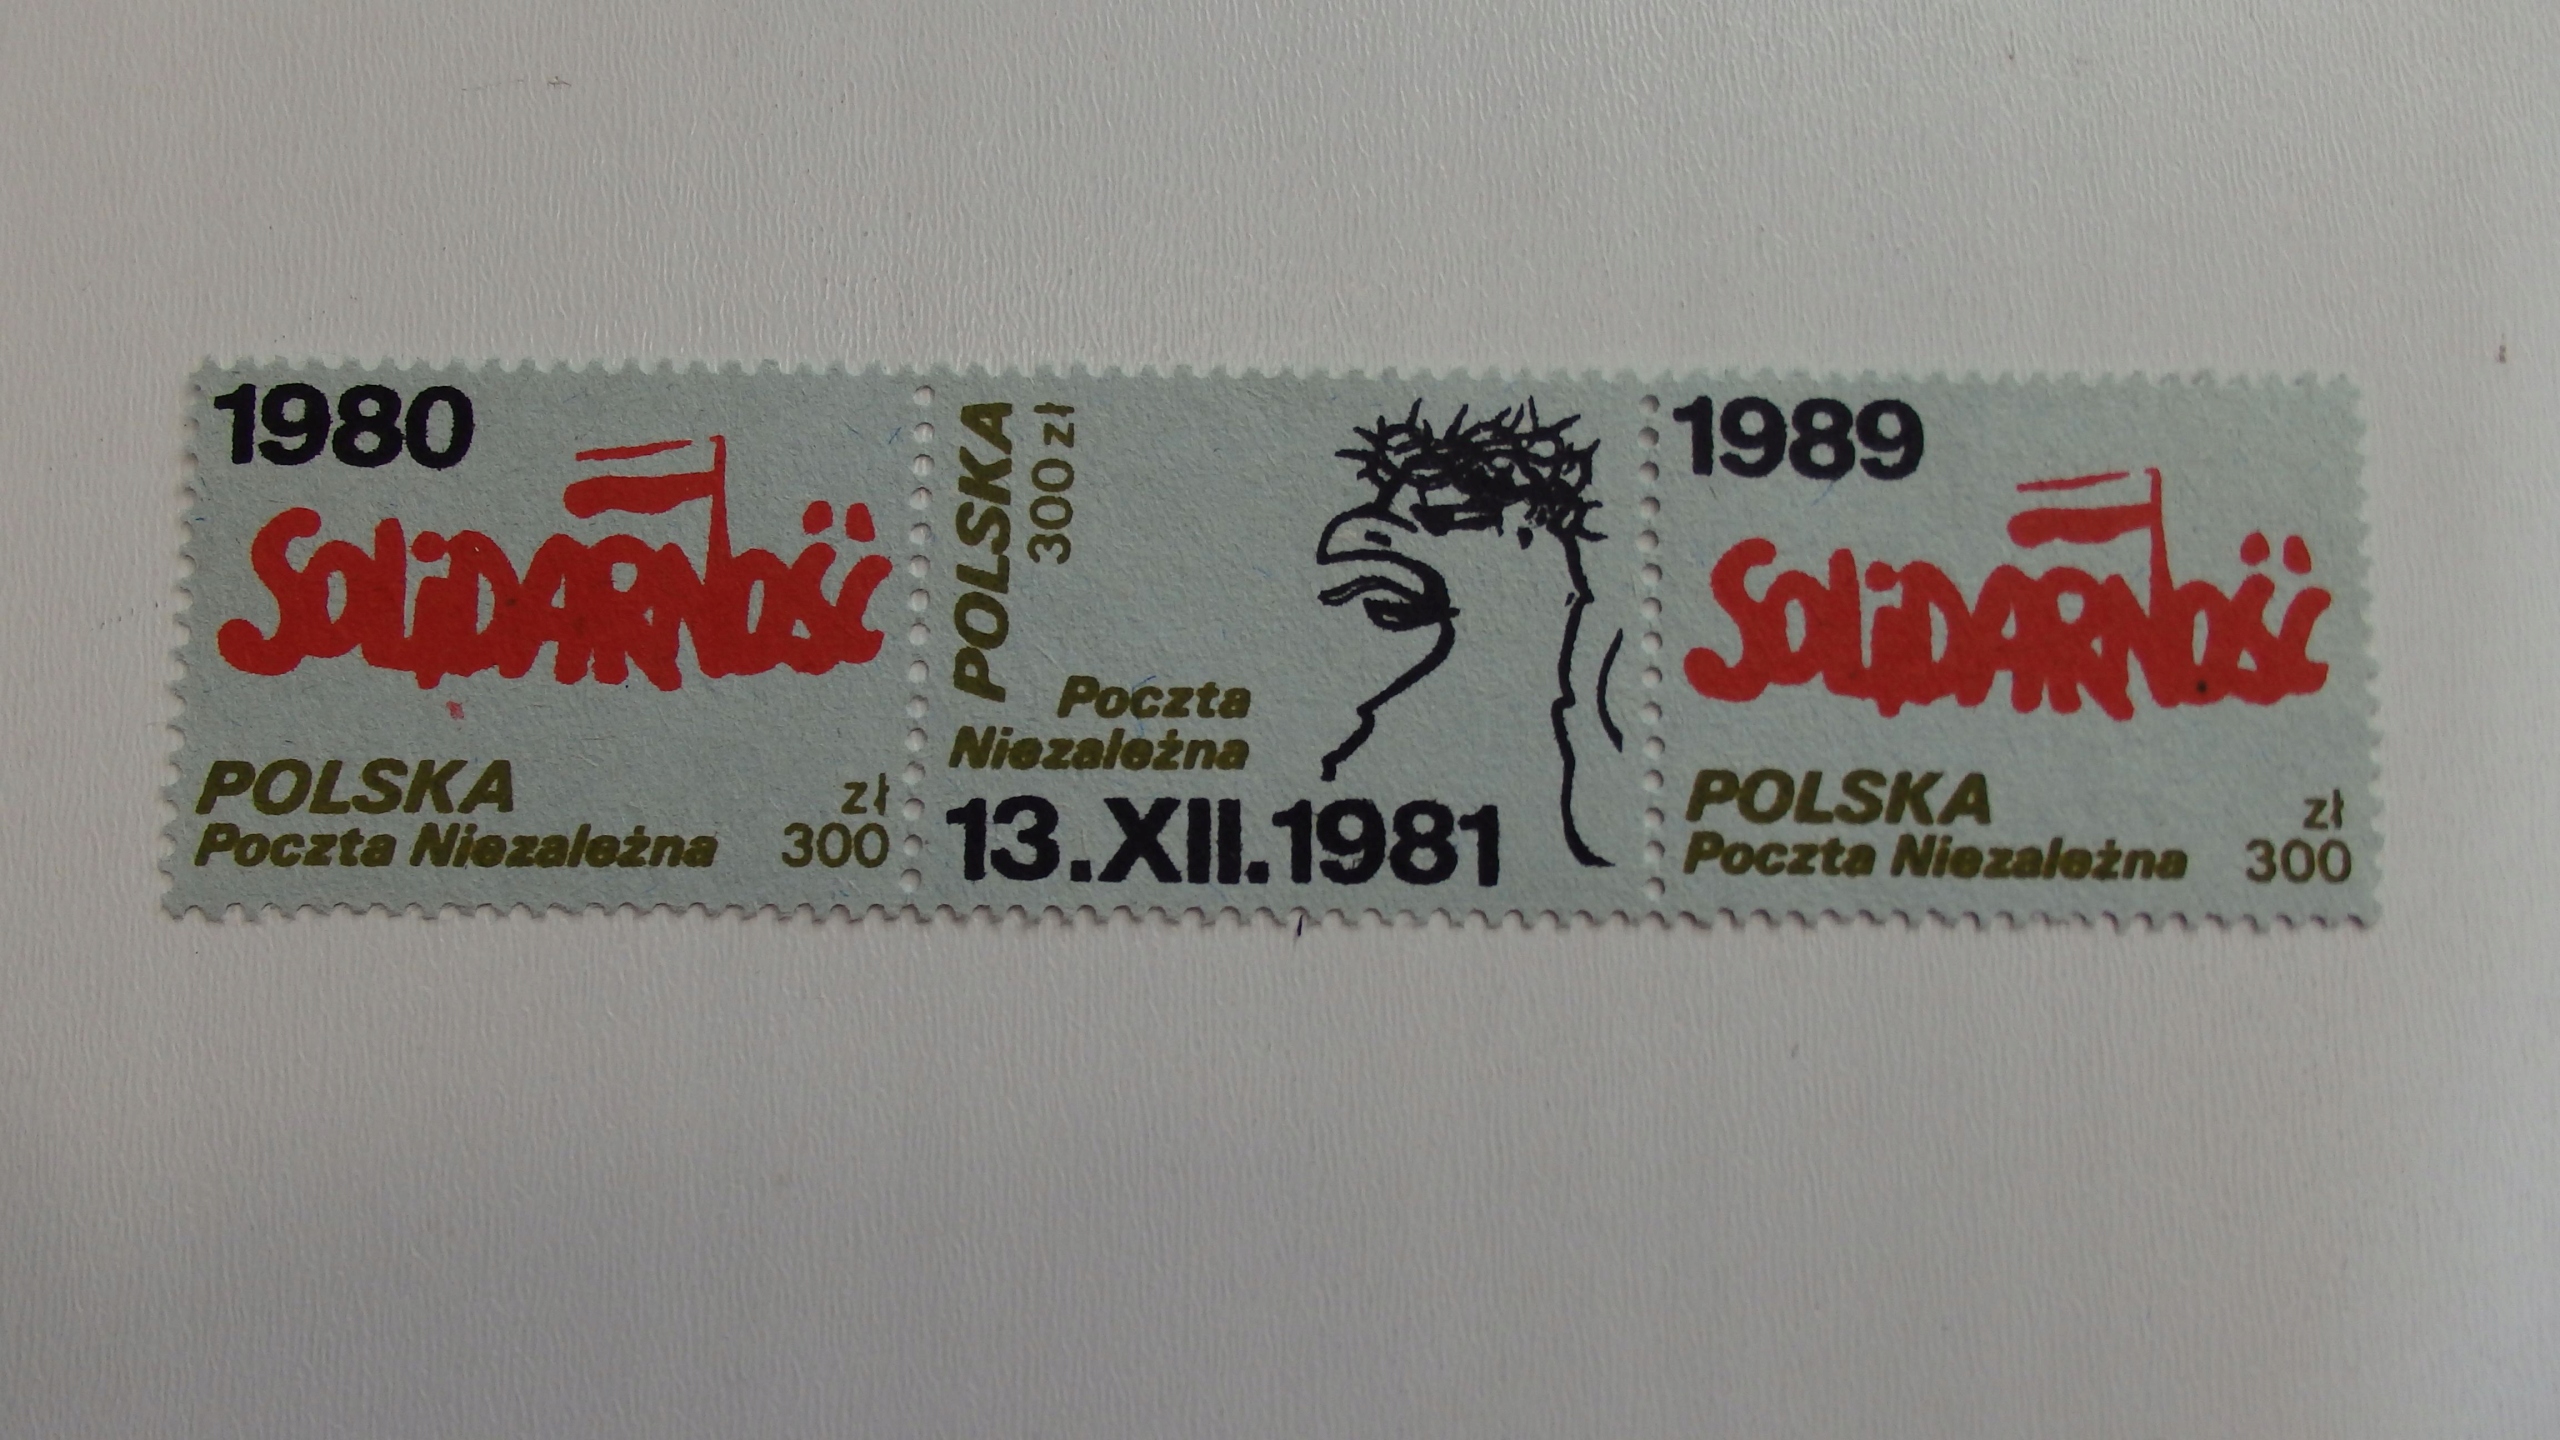 1980
SOLiDARNOŚĆ
POLSKA
Poczta Niezależna
zł
300
POLSKA
300 zł
Poczta
Niezależna
13.XII.1981
1989
SOLiDARNOŚĆ
POLSKA
Poczta Niezależna
zł
300